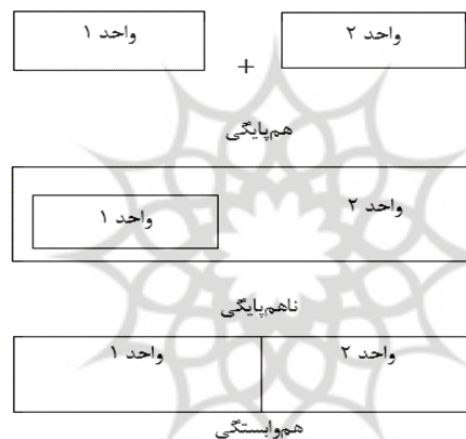 واحد ۱ + واحد ۲
هم‌پایگی
واحد ۱ واحد ۲
ناهم‌پایگی
واحد ۱ واحد ۲
هم‌وابستگی